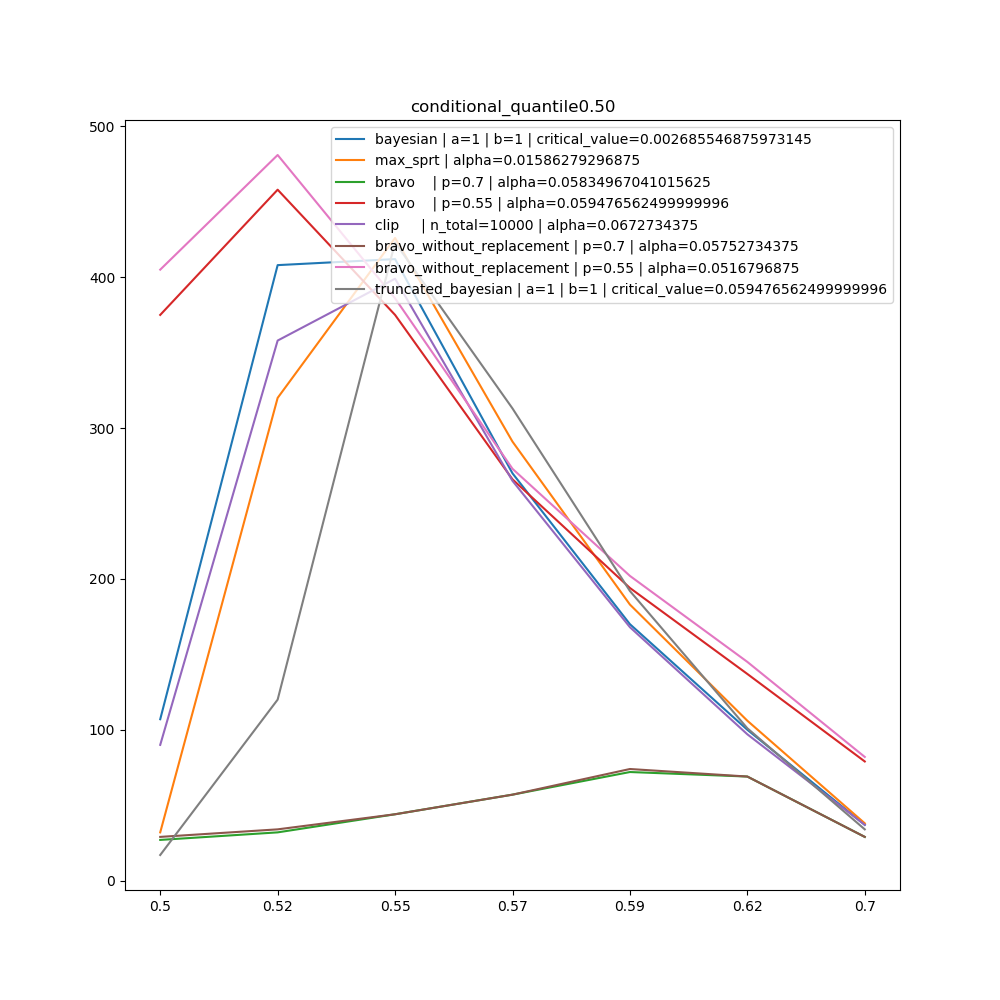 conditional_quantile0.50
500
400
300
200
100
0
bayesian | a=1 | b=1 | critical_value=0.002685546875973145
max_sprt | alpha=0.01586279296875
bravo    | p=0.7 | alpha=0.05834967041015625
bravo    | p=0.55 | alpha=0.059476562499999996
clip     | n_total=10000 | alpha=0.0672734375
bravo_without_replacement | p=0.7 | alpha=0.05752734375
bravo_without_replacement | p=0.55 | alpha=0.0516796875
truncated_bayesian | a=1 | b=1 | critical_value=0.059476562499999996
0.5 0.52 0.55 0.57 0.59 0.62 0.7